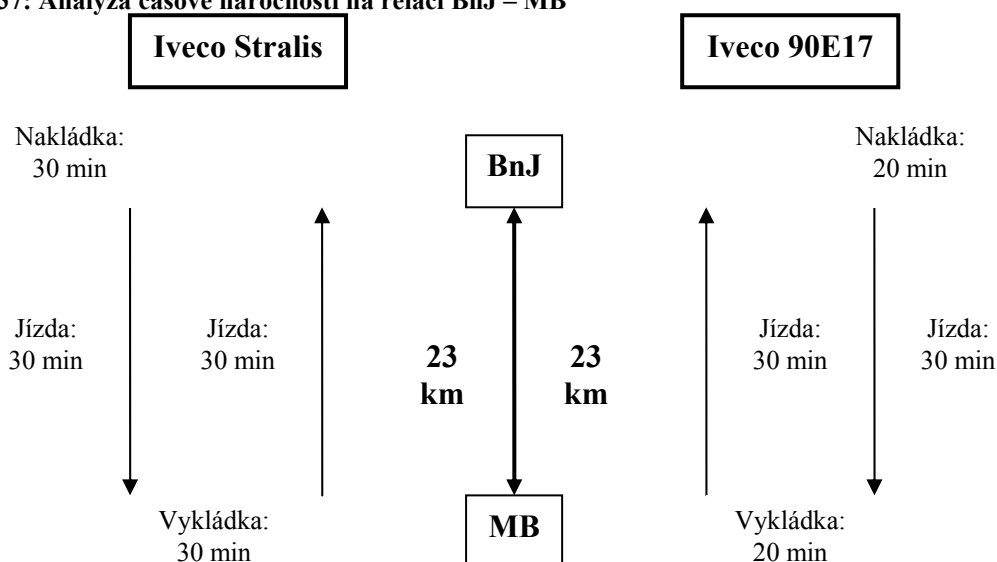 57: Analýza časové náročnosti na relaci BnJ – MB
Iveco Stralis
Iveco 90E17
Nakládka:
30 min
BnJ
Nakládka:
20 min
Jízda:
30 min
Jízda:
30 min
23
km
23
km
Jízda:
30 min
Jízda:
30 min
Vykládka:
30 min
MB
Vykládka:
20 min